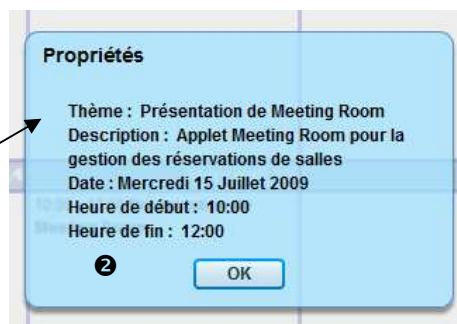 Propriétés
Thème : Présentation de Meeting Room
Description : Applet Meeting Room pour la
gestion des réservations de salles
Date : Mercredi 15 Juillet 2009
Heure de début : 10:00
Heure de fin : 12:00
❷
OK